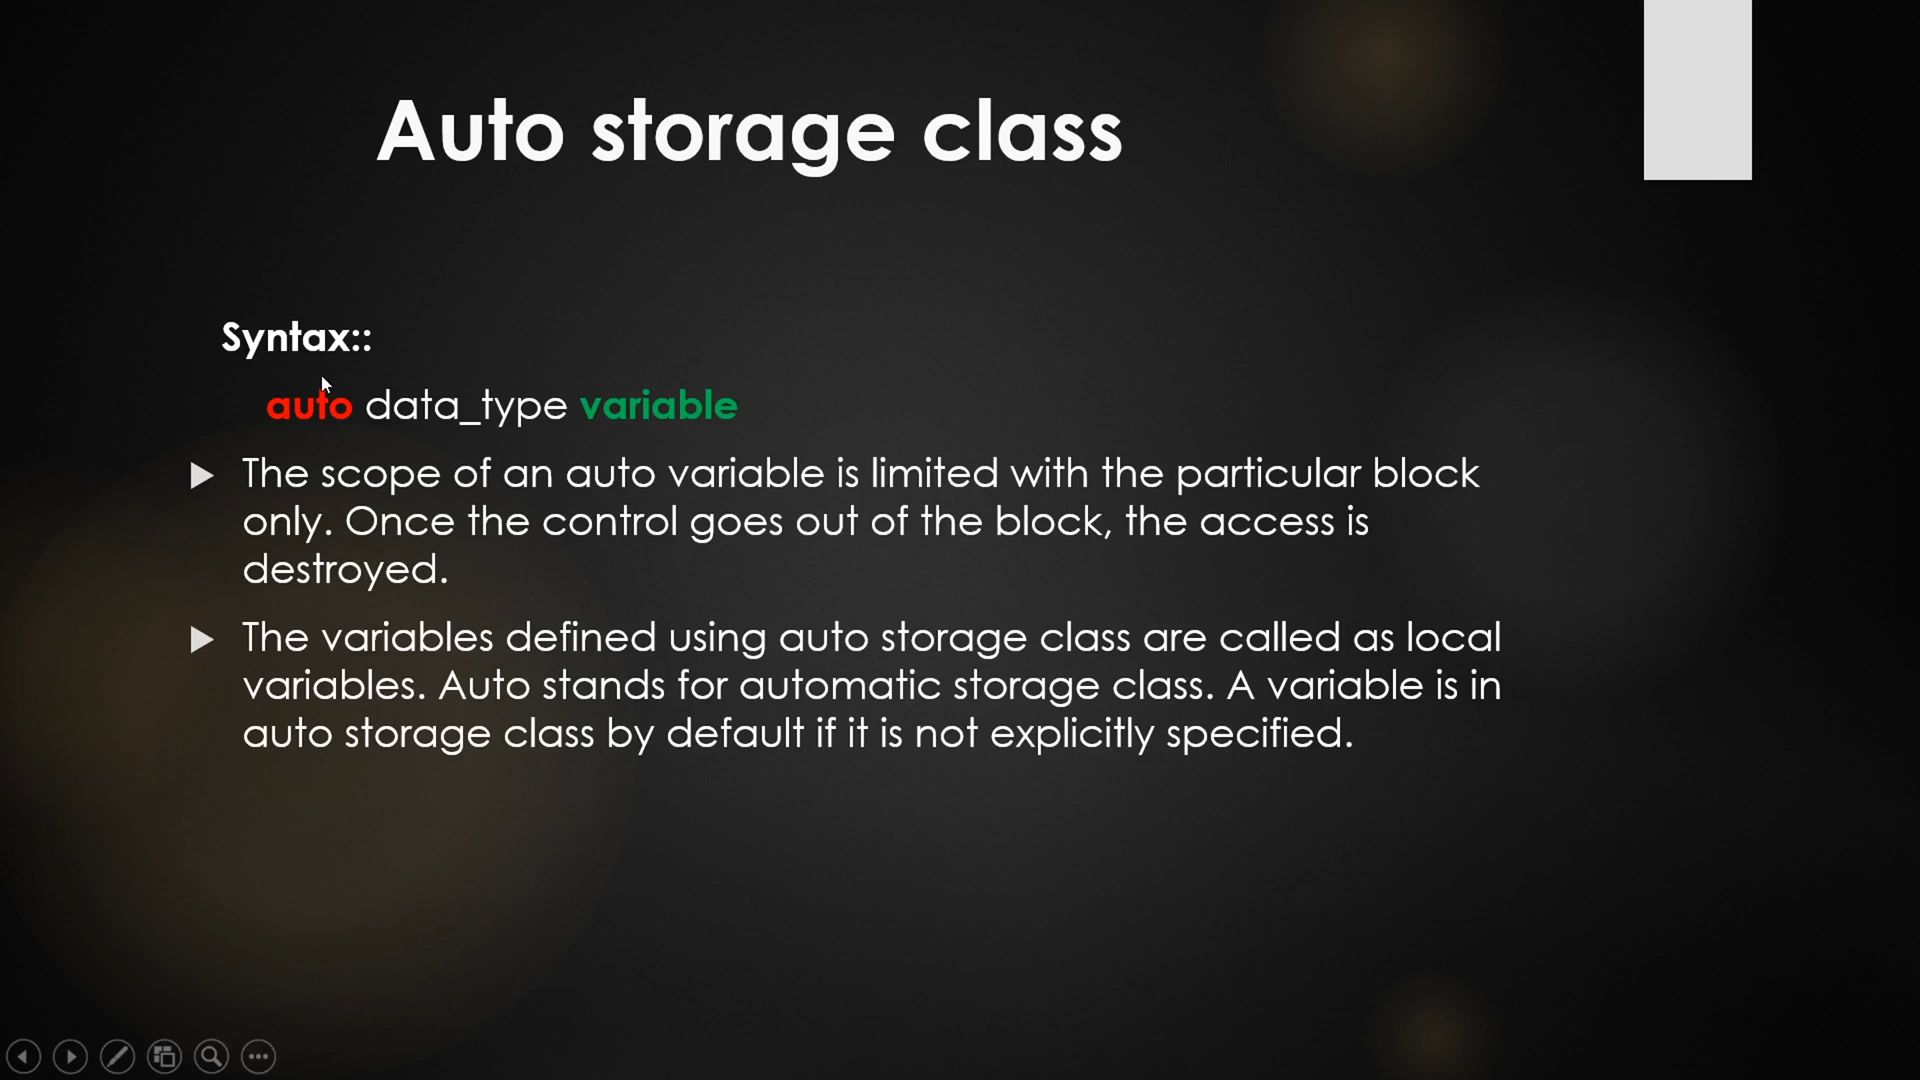 Auto storage class
Syntax::
auto data_type variable
The scope of an auto variable is limited with the particular block
only. Once the control goes out of the block, the access is
destroyed.
The variables defined using auto storage class are called as local
variables. Auto stands for automatic storage class. A variable is in
auto storage class by default if it is not explicitly specified.